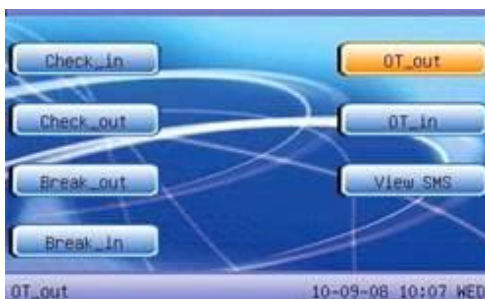 Check_in
OT_out
Check_out
OT_in
Break_out
View SMS
Break_in
OT_out 10-09-08 10:07 WED